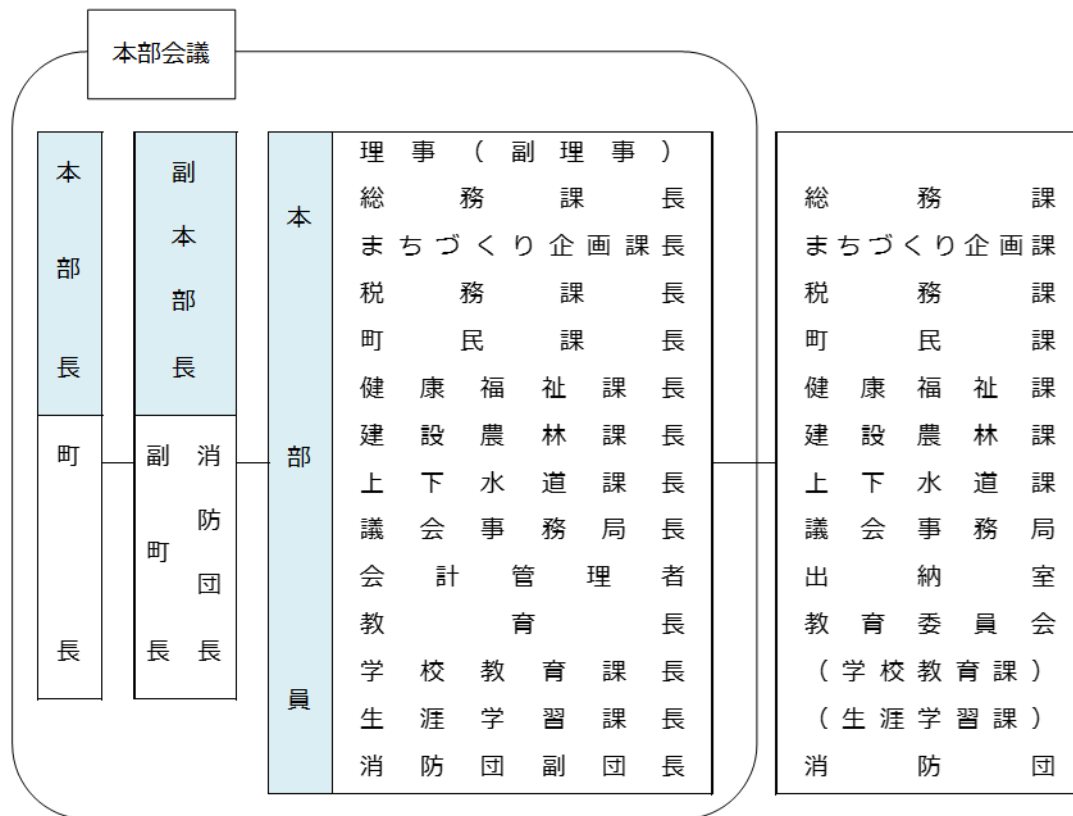 本部会議
本部長
町長
副本部長
副町長
消防団長
本部員
理事(副理事)
総務課長
まちづくり企画課長
税務課長
町民課長
健康福祉課長
建設農林課長
上下水道課長
議会事務局長
会計管理者
教育長
学校教育課長
生涯学習課長
消防団副団長
総務課
まちづくり企画課
税務課
町民課
健康福祉課
建設農林課
上下水道課
議会事務局
出納室
教育委員会
(学校教育課)
(生涯学習課)
消防団